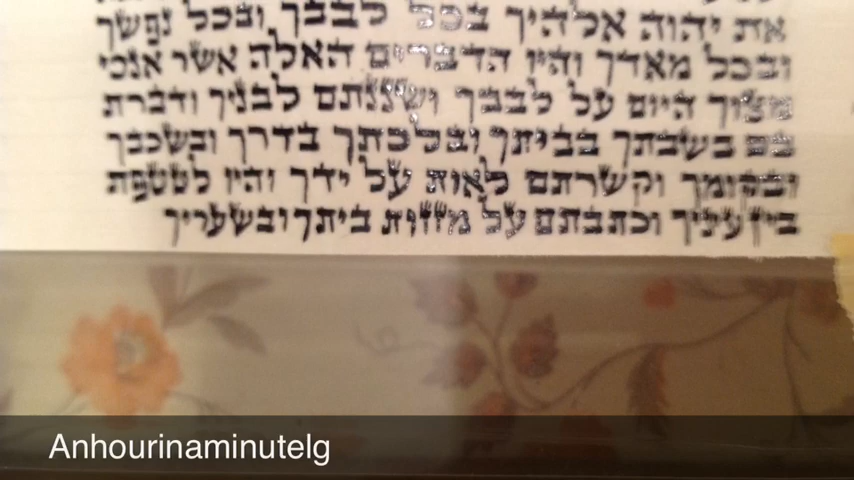 את יהוה אלהיך בכל לבבך ובכל נפשך
ובכל מאדך והיו הדברים האלה אשר אנכי
מצוך היום על לבבך ושננתם לבניך ודברת
בם בשבתך בביתך ובלכתך בדרך ובשכבך
ובקומך וקשרתם לאות על ידך והיו לטטפת
בין עיניך וכתבתם על מזזות ביתך ובשעריך
Anhourinaminutelg